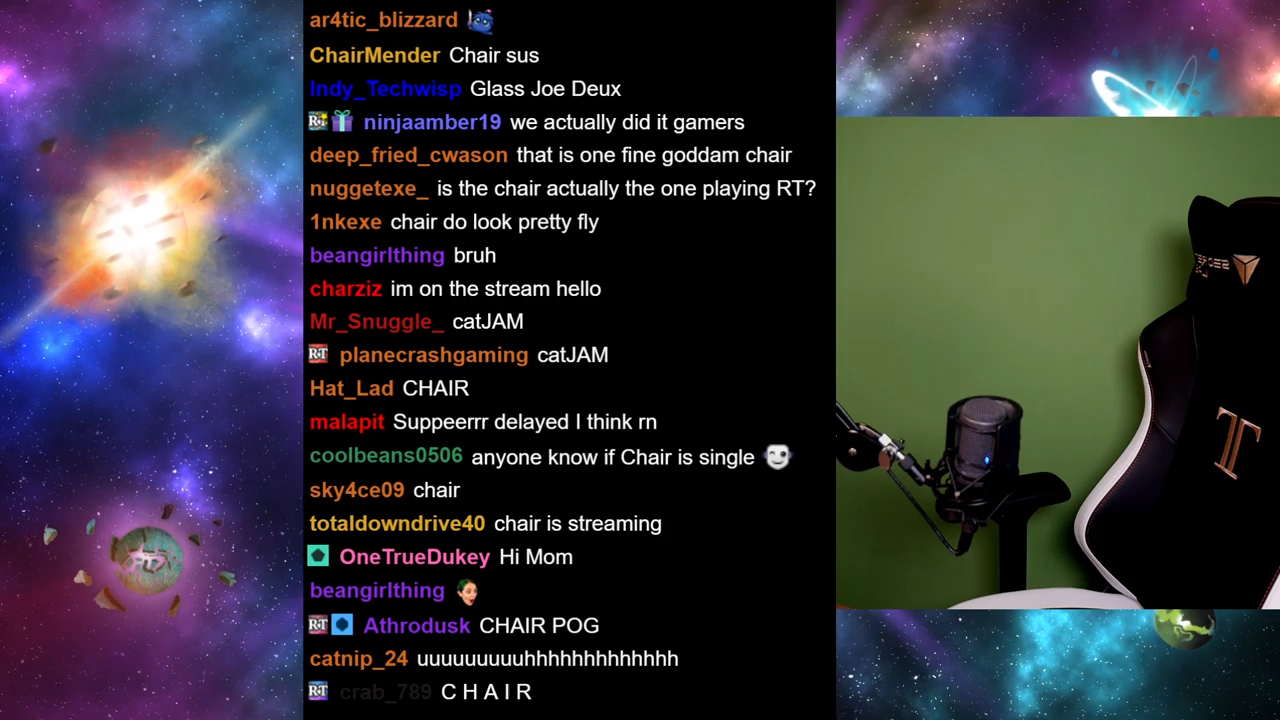 ar4tic_blizzard
ChairMender Chair sus
Indy_Techwisp Glass Joe Deux
RT ninjaamber19 we actually did it gamers
deep_fried_cwason that is one fine goddam chair
nuggetexe_ is the chair actually the one playing RT?
1nkexe chair do look pretty fly
beangirlthing bruh
charziz im on the stream hello
Mr_Snuggle_ catJAM
RT planecrashgaming catJAM
Hat_Lad CHAIR
malapit Suppeerrr delayed I think rn
coolbeans0506 anyone know if Chair is single
sky4ce09 chair
totaldowndrive40 chair is streaming
OneTrueDukey Hi Mom
beangirlthing
RT Athrodusk CHAIR POG
catnip_24 uuuuuuuuuhhhhhhhhhhhhh
RT crab_789 C H A I R
T